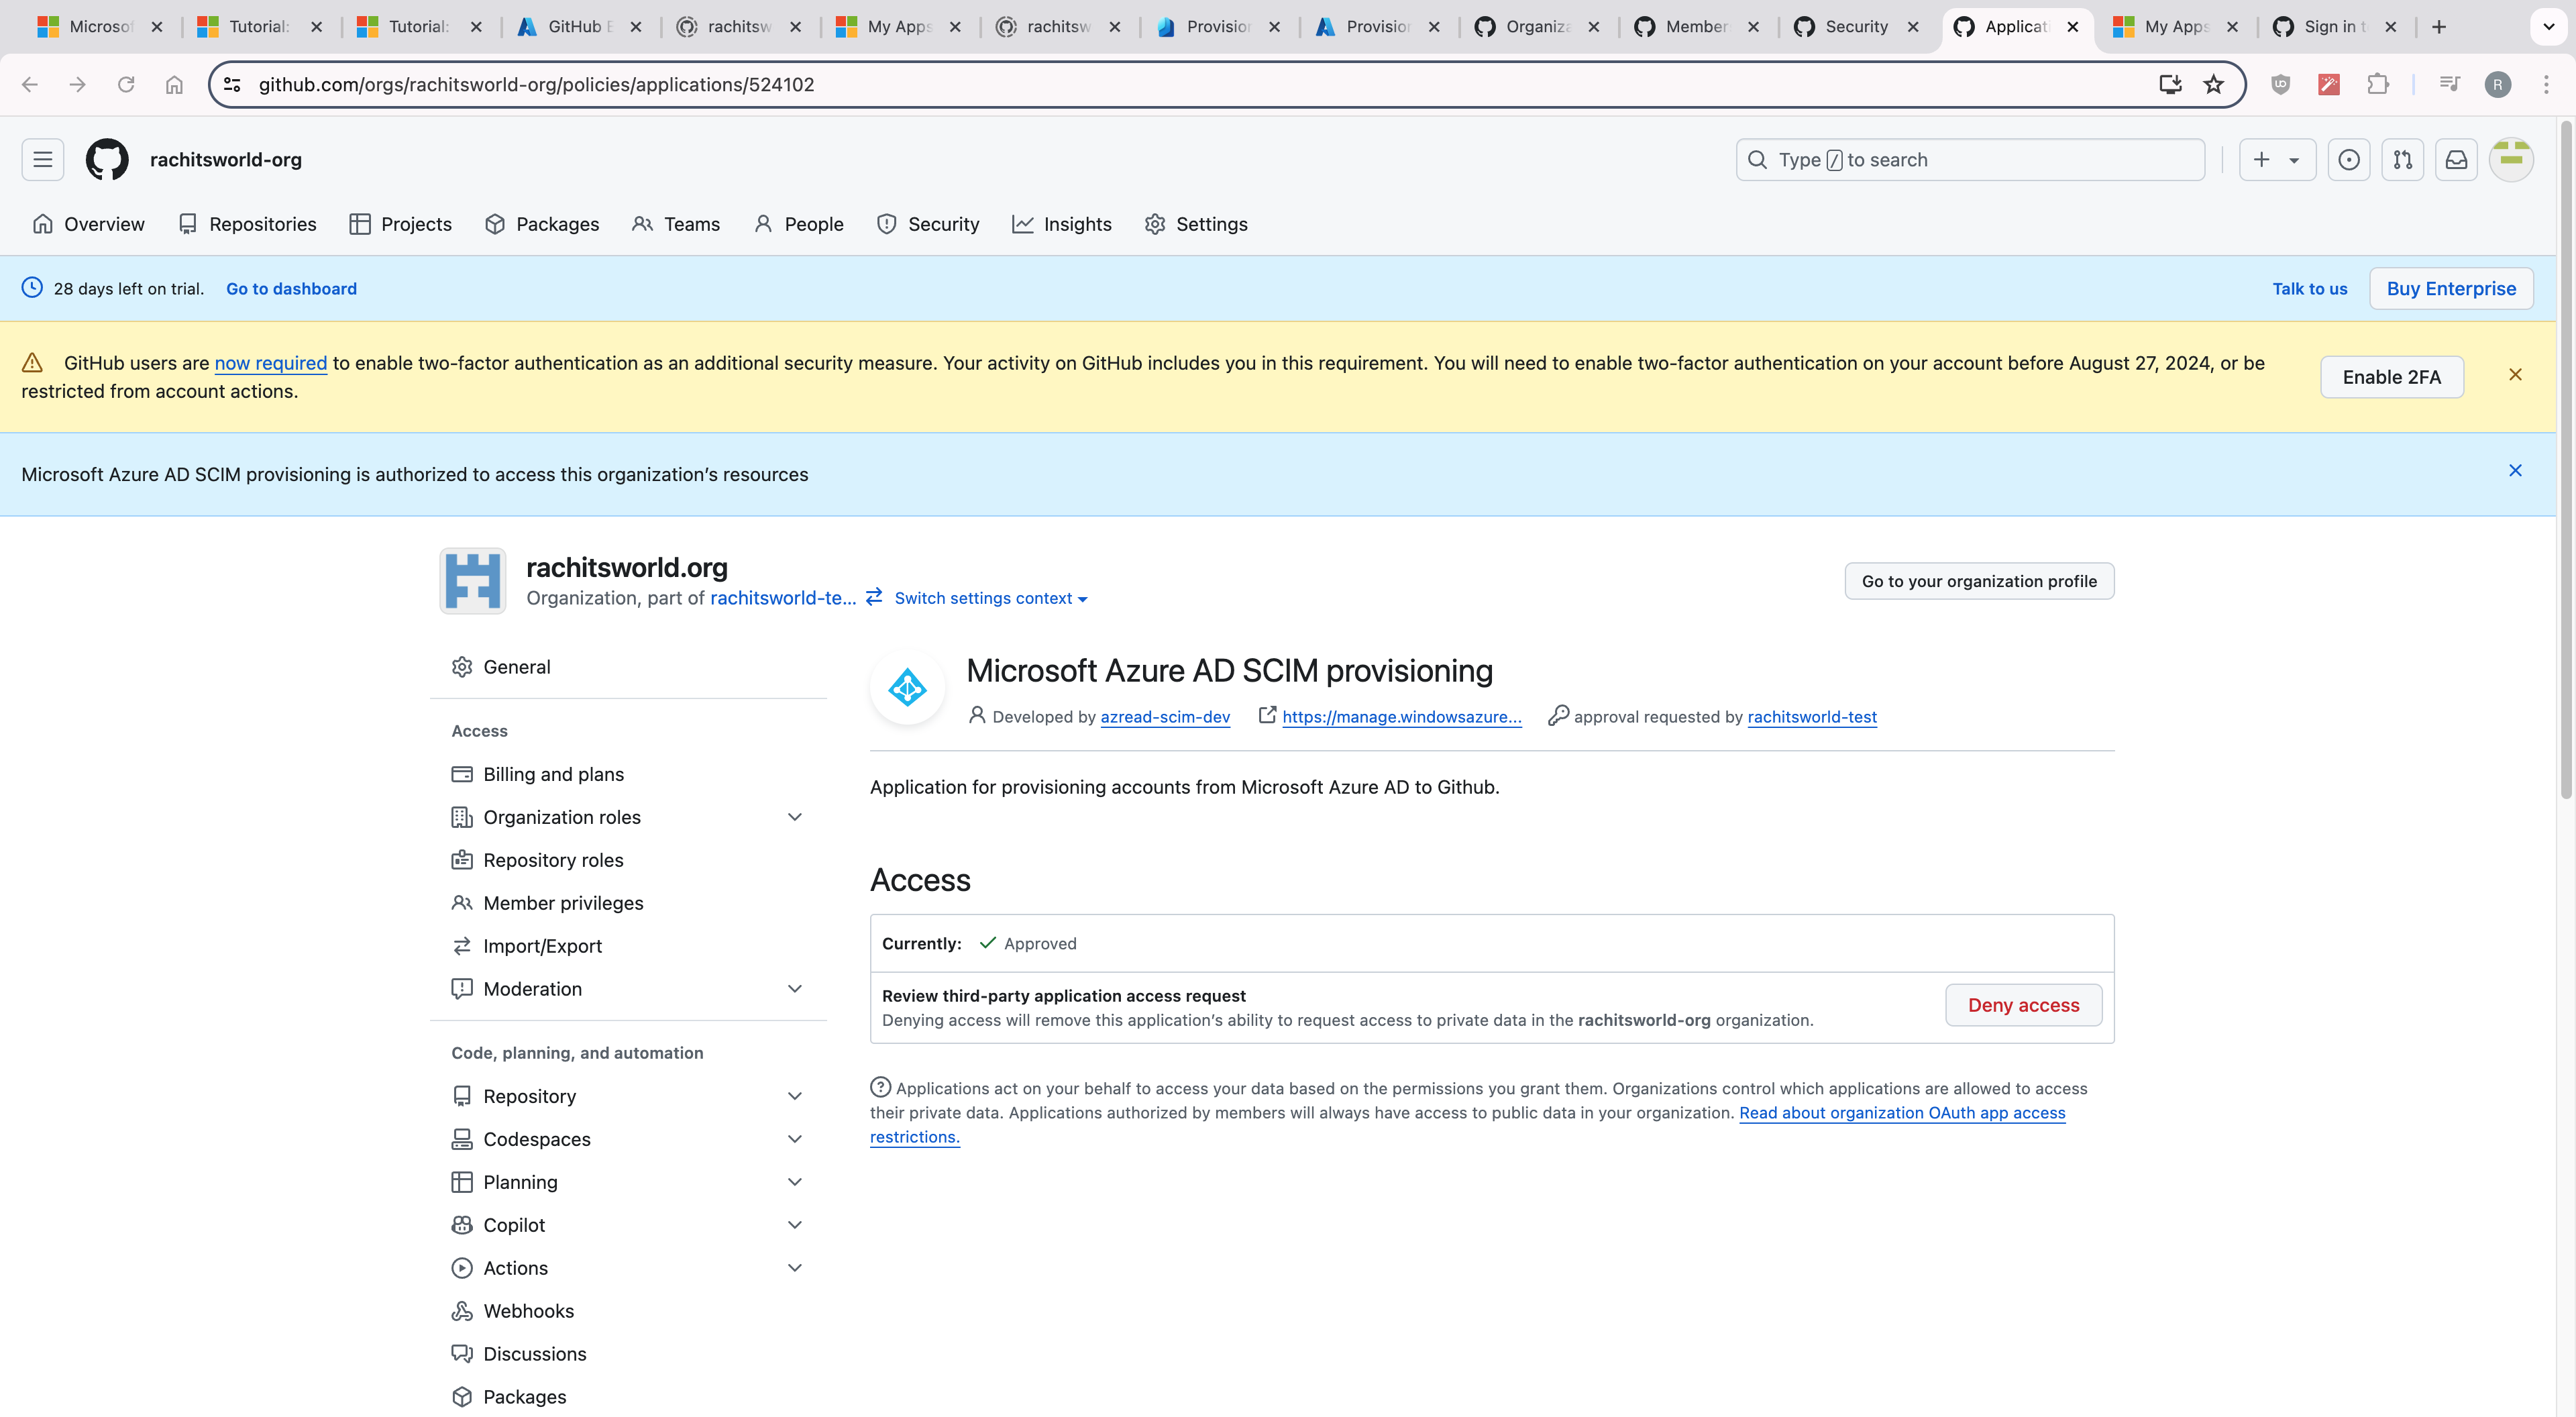 Microsof
Tutorial:
Tutorial:
GitHub E
rachitsw
My Apps
rachitsw
Provision
Provision
Organiza
Member
Security
Applicati
My Apps
Sign in t
github.com/orgs/rachitsworld-org/policies/applications/524102
R
rachitsworld-org
Type / to search
Overview
Repositories
Projects
Packages
Teams
People
Security
Insights
Settings
28 days left on trial. Go to dashboard
Talk to us
Buy Enterprise
GitHub users are now required to enable two-factor authentication as an additional security measure. Your activity on GitHub includes you in this requirement. You will need to enable two-factor authentication on your account before August 27, 2024, or be
restricted from account actions.
Enable 2FA
Microsoft Azure AD SCIM provisioning is authorized to access this organization’s resources
rachitsworld.org
Organization, part of rachitsworld-te... Switch settings context
Go to your organization profile
General
Access
Billing and plans
Organization roles
Repository roles
Member privileges
Import/Export
Moderation
Code, planning, and automation
Repository
Codespaces
Planning
Copilot
Actions
Webhooks
Discussions
Packages
Microsoft Azure AD SCIM provisioning
Developed by azread-scim-dev
https://manage.windowsazure...
approval requested by rachitsworld-test
Application for provisioning accounts from Microsoft Azure AD to Github.
Access
Currently: Approved
Review third-party application access request
Denying access will remove this application’s ability to request access to private data in the rachitsworld-org organization.
Deny access
Applications act on your behalf to access your data based on the permissions you grant them. Organizations control which applications are allowed to access
their private data. Applications authorized by members will always have access to public data in your organization. Read about organization OAuth app access
restrictions.